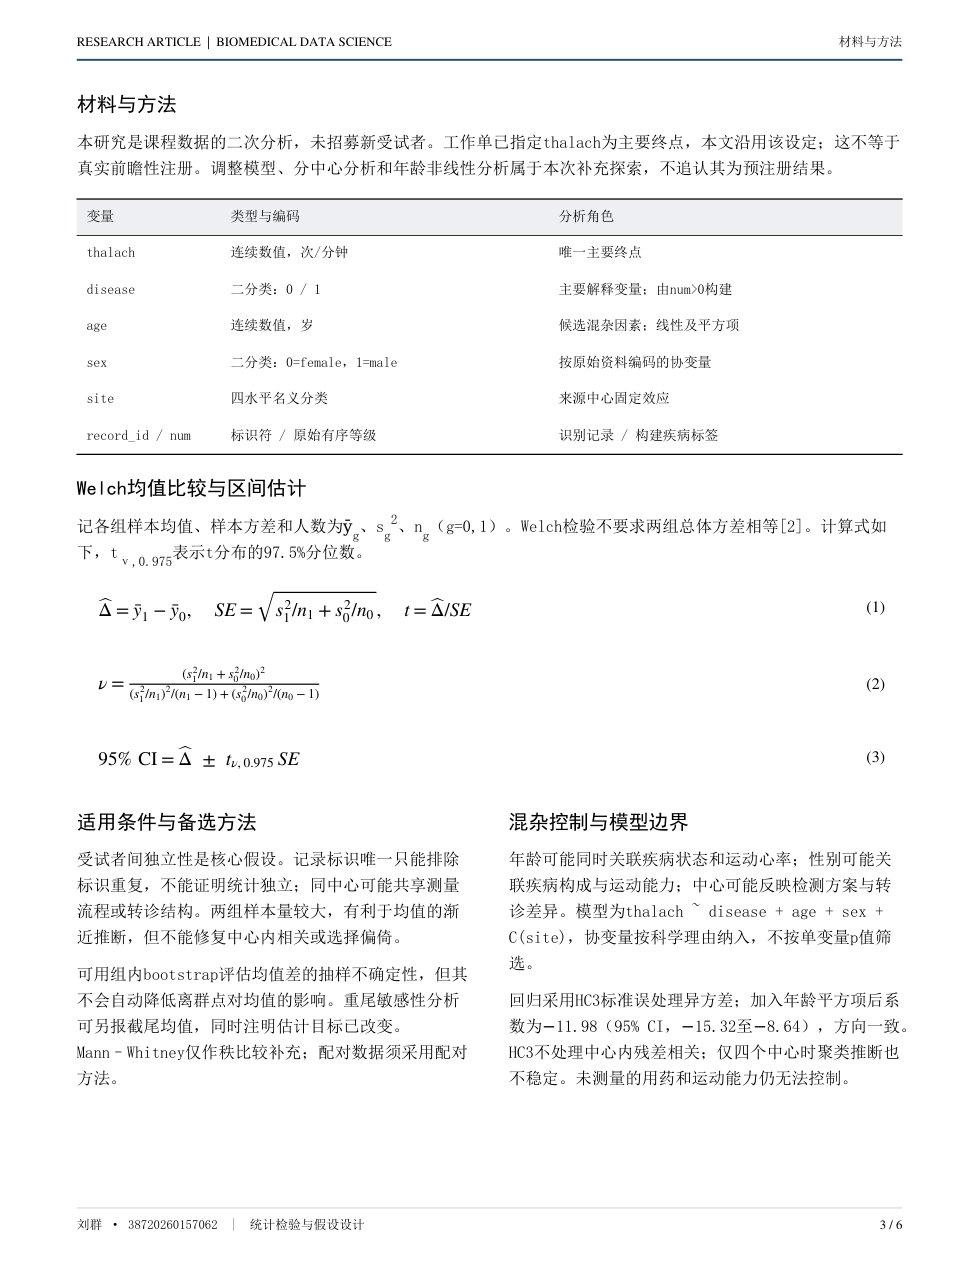 RESEARCH ARTICLE | BIOMEDICAL DATA SCIENCE
材料与方法
材料与方法
本研究是课程数据的二次分析，未招募新受试者。工作单已指定thalach为主要终点，本文沿用该设定；这不等于
真实前瞻性注册。调整模型、分中心分析和年龄非线性分析属于本次补充探索，不追认其为预注册结果。
变量 类型与编码 分析角色
thalach 连续数值，次/分钟 唯一主要终点
disease 二分类：0 / 1 主要解释变量；由num>0构建
age 连续数值，岁 候选混杂因素；线性及平方项
sex 二分类：0=female，1=male 按原始资料编码的协变量
site 四水平名义分类 来源中心固定效应
record_id / num 标识符 / 原始有序等级 识别记录 / 构建疾病标签
Welch均值比较与区间估计
记各组样本均值、样本方差和人数为ȳ_g、s_g^2、n_g（g=0,1）。Welch检验不要求两组总体方差相等[2]。计算式如
下，t_ν,0.975表示t分布的97.5%分位数。
Δ̂ = ȳ₁ − ȳ₀, SE = √(s₁²/n₁ + s₀²/n₀), t = Δ̂/SE (1)
ν = (s₁²/n₁ + s₀²/n₀)² / (s₁²/n₁)²/(n₁ − 1) + (s₀²/n₀)²/(n₀ − 1) (2)
95% CI = Δ̂ ± t_ν,0.975 SE (3)
适用条件与备选方法
受试者间独立性是核心假设。记录标识唯一只能排除
标识重复，不能证明统计独立；同中心可能共享测量
流程或转诊结构。两组样本量较大，有利于均值的渐
近推断，但不能修复中心内相关或选择偏倚。
可用组内bootstrap评估均值差的抽样不确定性，但其
不会自动降低离群点对均值的影响。重尾敏感性分析
可另报截尾均值，同时注明估计目标已改变。
Mann–Whitney仅作秩比较补充；配对数据须采用配对
方法。
混杂控制与模型边界
年龄可能同时关联疾病状态和运动心率；性别可能关
联疾病构成与运动能力；中心可能反映检测方案与转
诊差异。模型为thalach ~ disease + age + sex +
C(site)，协变量按科学理由纳入，不按单变量p值筛
选。
回归采用HC3标准误处理异方差；加入年龄平方项后系
数为−11.98（95% CI，−15.32至−8.64），方向一致。
HC3不处理中心内残差相关；仅四个中心时聚类推断也
不稳定。未测量的用药和运动能力仍无法控制。
刘群 • 38720260157062 | 统计检验与假设设计
3 / 6